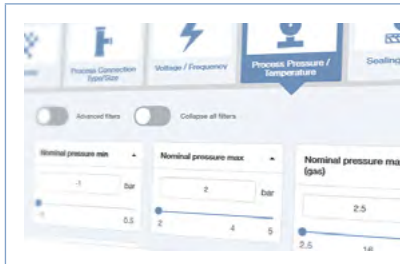 Process Connection
Type/Size
Voltage / Frequency
Process Pressure /
Temperature
Sealing
Advanced filters
Collapse all filters
Nominal pressure min
Nominal pressure max
Nominal pressure ma
(gas)
-1
bar
2
bar
2.5
-1
0.5
2
4
5
2.5
16